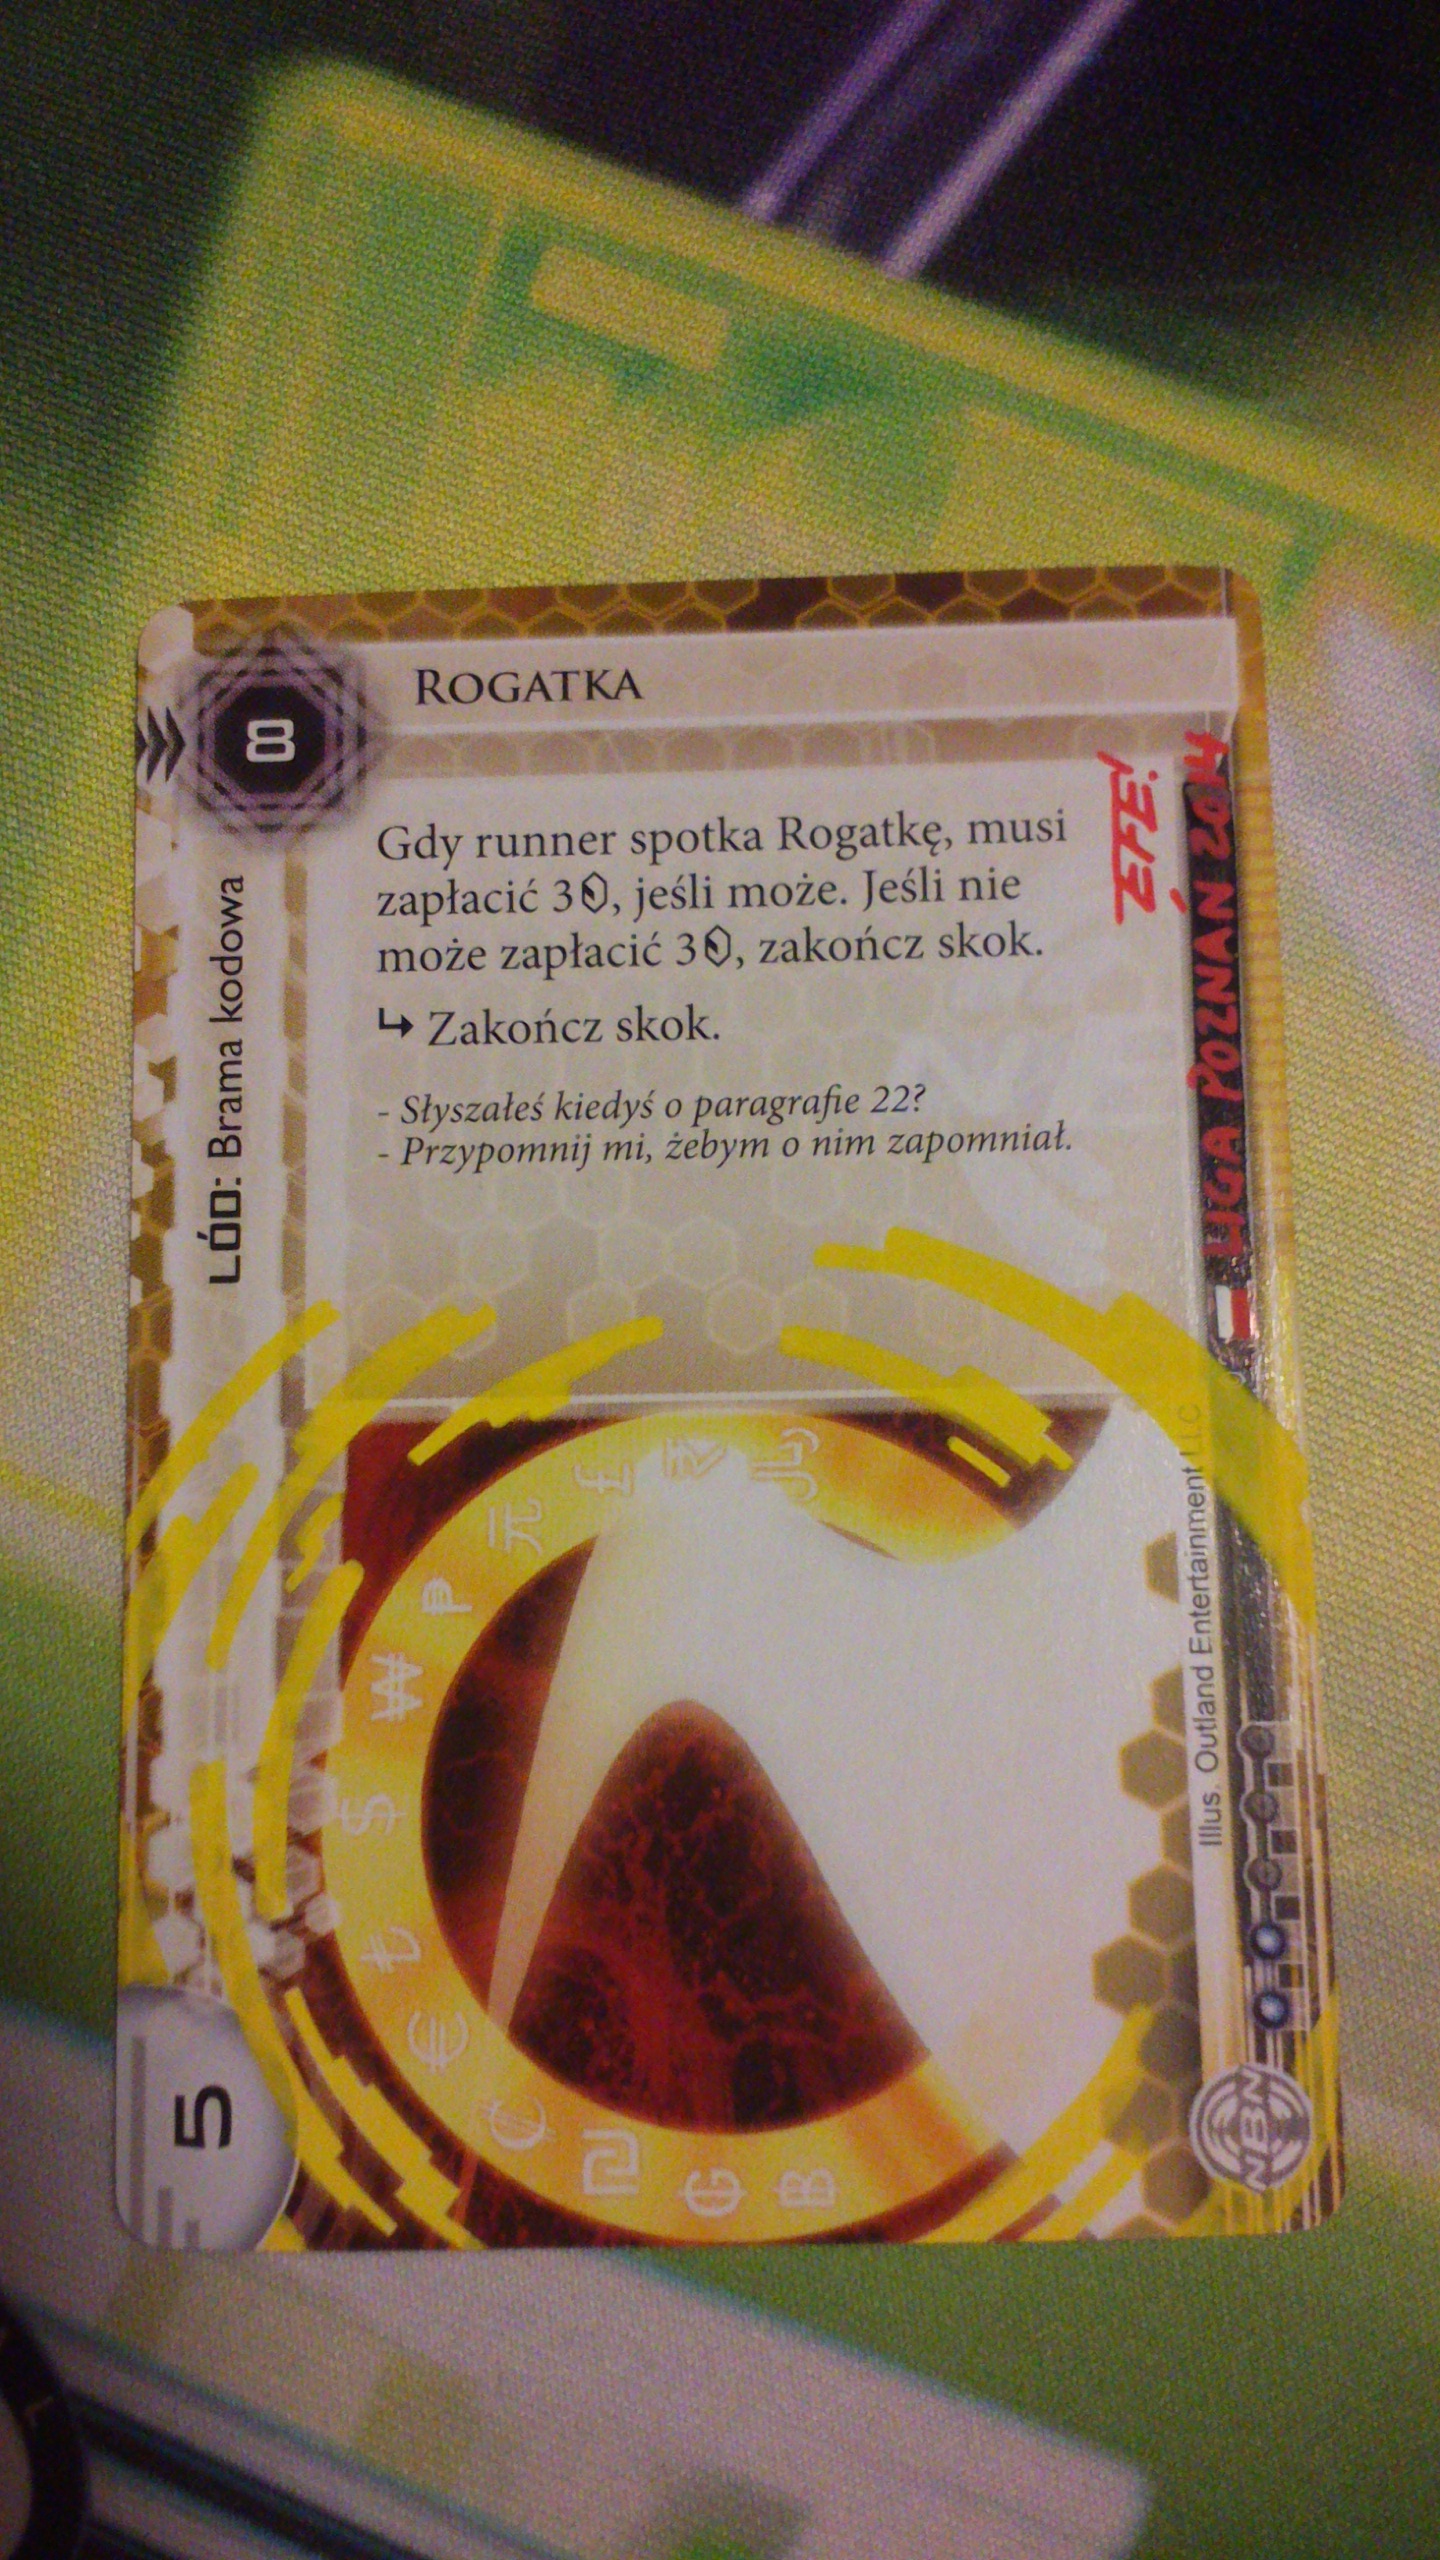 8
ROGATKA
Gdy runner spotka Rogatkę, musi
zapłacić 3, jeśli może. Jeśli nie
może zapłacić 3, zakończ skok.
↳ Zakończ skok.
- Słyszałeś kiedyś o paragrafie 22?
- Przypomnij mi, żebym o nim zapomniał.
LÓD: Brama kodowa
5
LIGA POZNAŃ 2014
Illus. Outland Entertainment LLC
NBN
£
元
₱
₩
$
₺
€
B